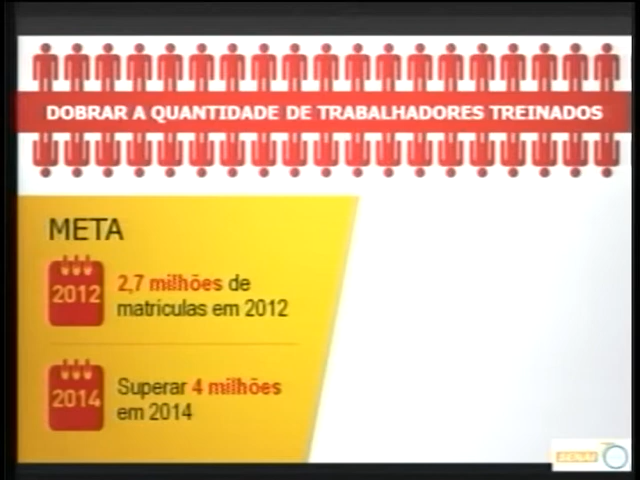 DOBRAR A QUANTIDADE DE TRABALHADORES TREINADOS
META
2012
2,7 milhões de
matrículas em 2012
2014
Superar 4 milhões
em 2014
SENAI